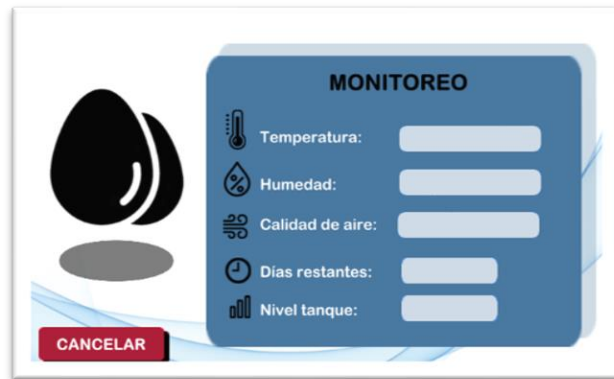 MONITOREO
Temperatura:
Humedad:
Calidad de aire:
Días restantes:
Nivel tanque:
CANCELAR